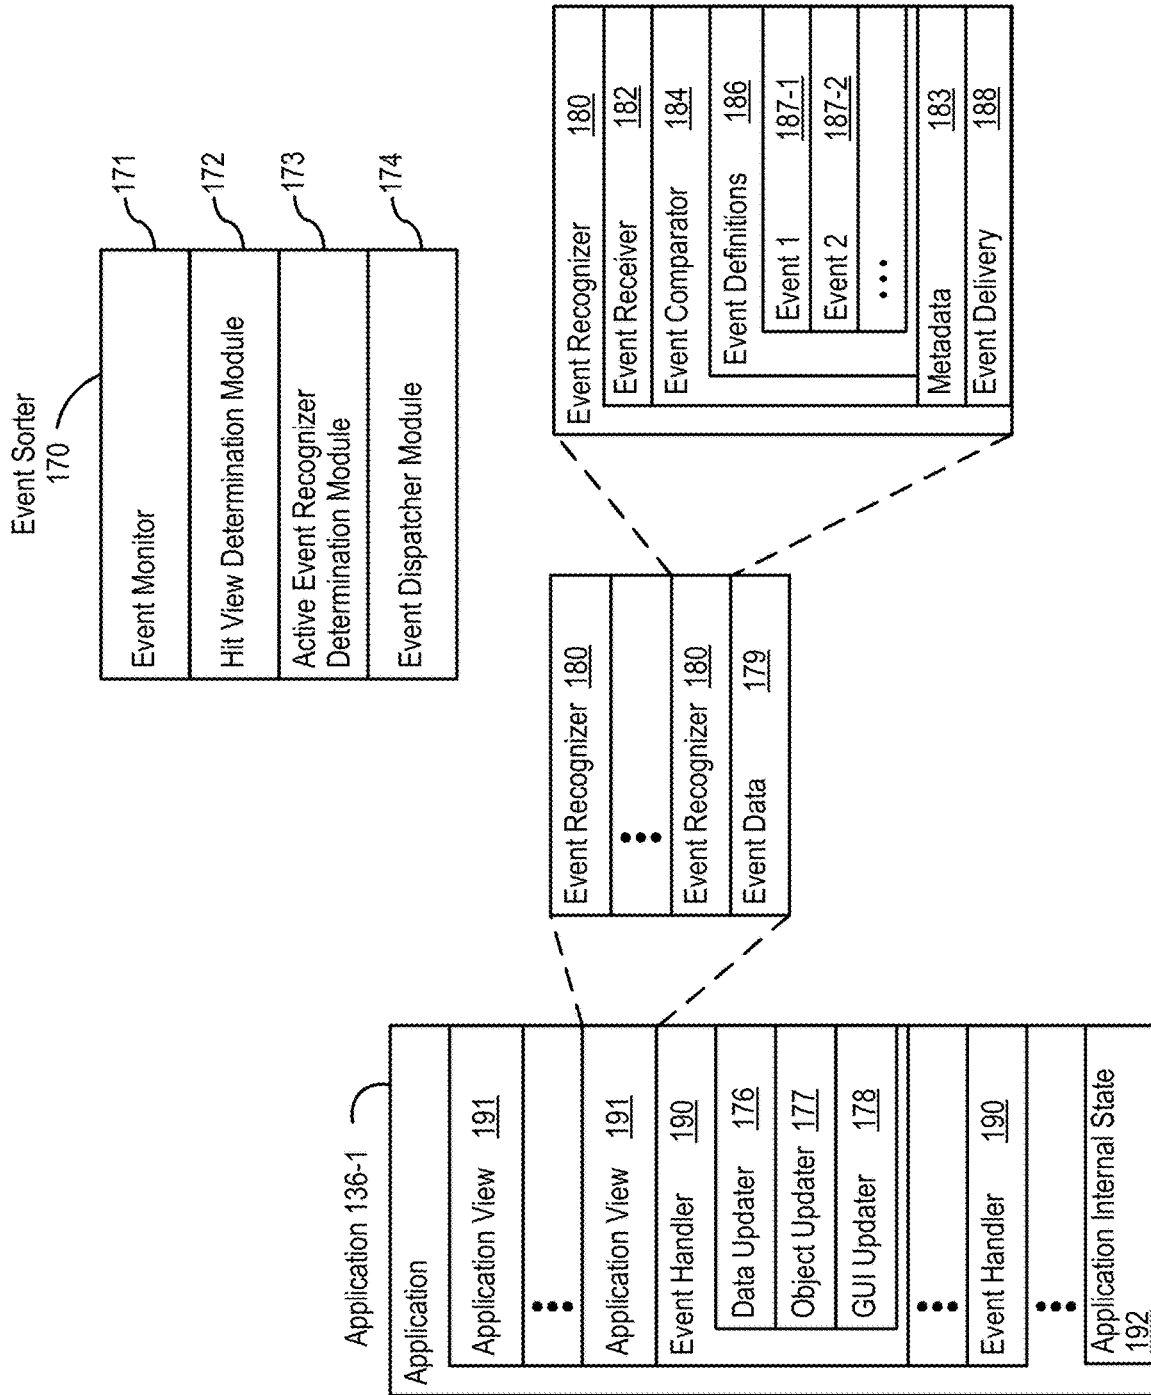 Event Sorter
170
Event Monitor
171
Hit View Determination Module
172
Active Event Recognizer
Determination Module
173
Event Dispatcher Module
174
Application 136-1
Application
Application View 191
•••
Application View 191
Event Handler 190
Data Updater 176
Object Updater 177
GUI Updater 178
•••
Event Handler 190
•••
Application Internal State
192
Event Recognizer 180
•••
Event Recognizer 180
Event Data 179
Event Recognizer 180
Event Receiver 182
Event Comparator 184
Event Definitions 186
Event 1 187-1
Event 2 187-2
•••
Metadata 183
Event Delivery 188